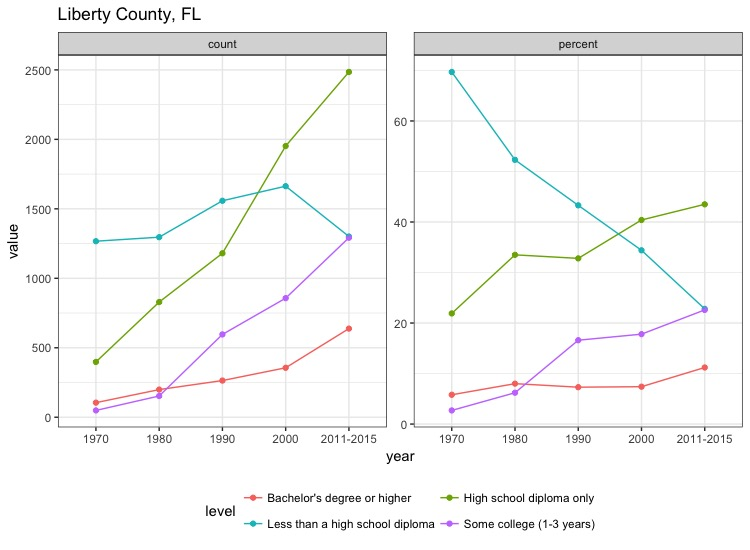 Liberty County, FL
count
percent
2500
2000
1500
1000
500
0
value
60
40
20
0
1970 1980 1990 2000 2011-2015
1970 1980 1990 2000 2011-2015
year
level
Bachelor's degree or higher
High school diploma only
Less than a high school diploma
Some college (1-3 years)